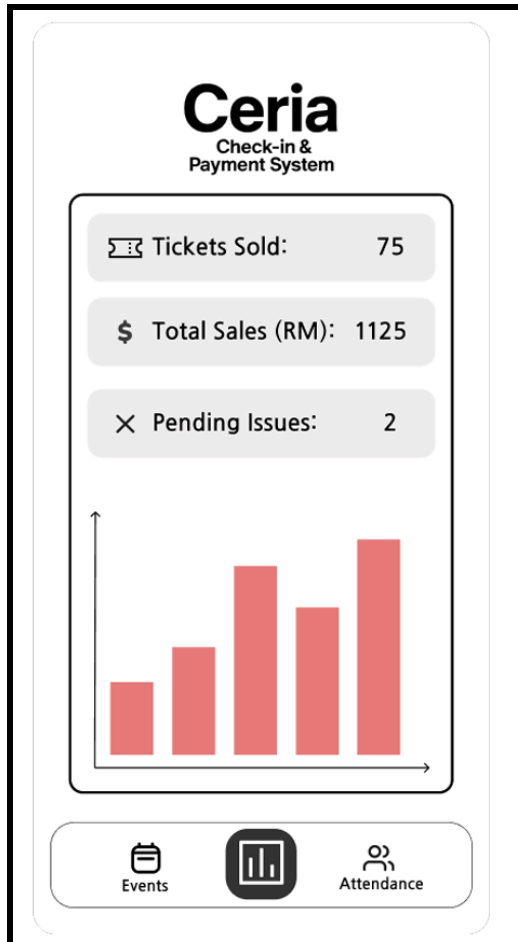 Ceria
Check-in &
Payment System
Tickets Sold: 75
$ Total Sales (RM): 1125
Pending Issues: 2
Events
Attendance